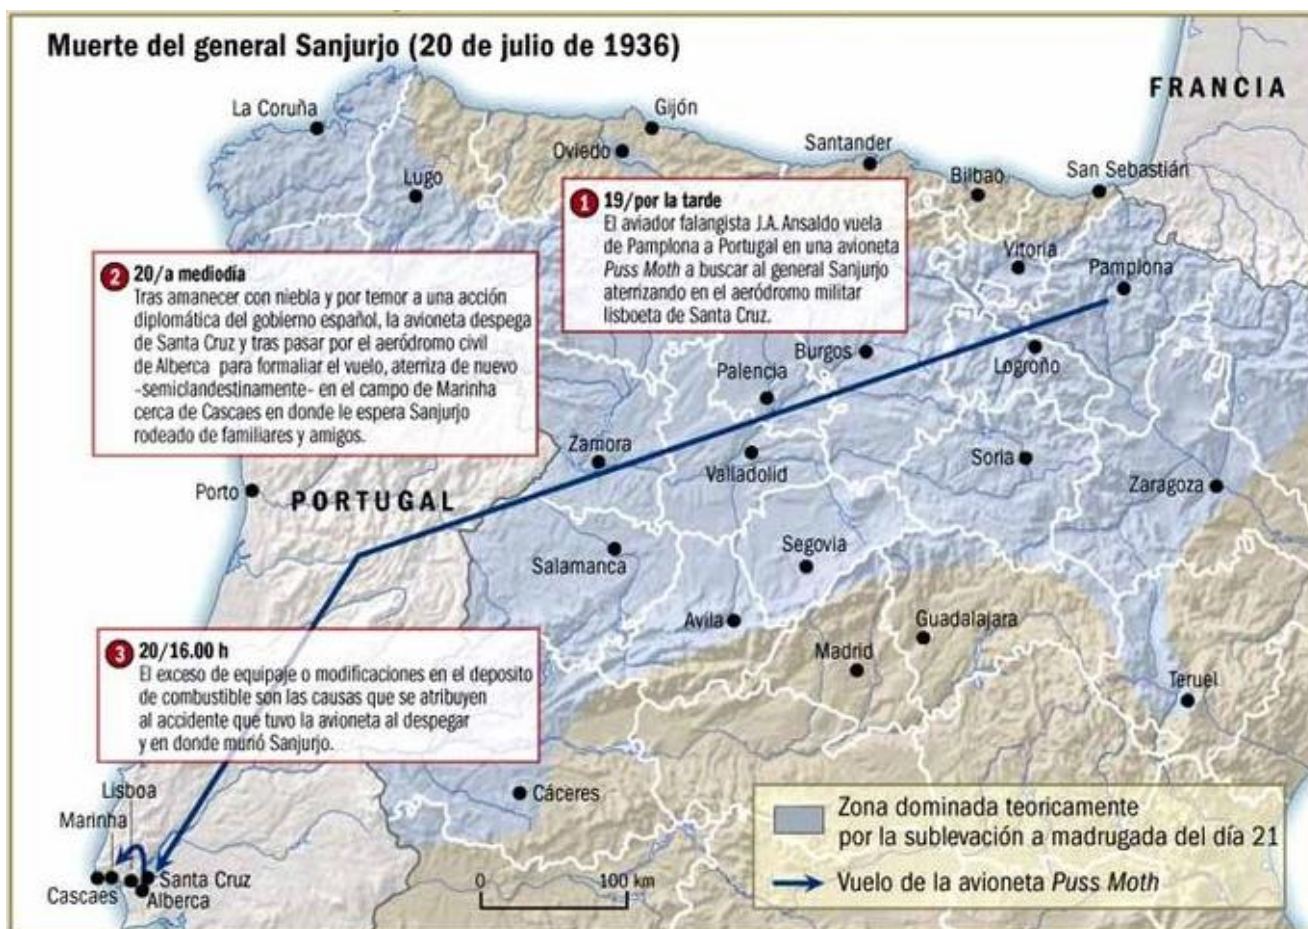 Muerte del general Sanjurjo (20 de julio de 1936)
FRANCIA
La Coruña
Gijón
Oviedo
Santander
Bilbao
San Sebastián
Lugo
1 19/por la tarde
El aviador falangista J.A. Ansaldo vuela
de Pamplona a Portugal en una avioneta
Puss Moth a buscar al general Sanjurjo
aterrizando en el aeródromo militar
lisboeta de Santa Cruz.
Vitoria
Pamplona
2 20/a mediodía
Tras amanecer con niebla y por temor a una acción
diplomática del gobierno español, la avioneta despega
de Santa Cruz y tras pasar por el aeródromo civil
de Alberca para formaliar el vuelo, aterriza de nuevo
-semiclandestinamente- en el campo de Marinha
cerca de Cascaes en donde le espera Sanjurjo
rodeado de familiares y amigos.
Burgos
Logroño
Palencia
Zamora
Valladolid
Soria
Zaragoza
Porto
PORTUGAL
Salamanca
Segovia
Avila
Guadalajara
Madrid
Teruel
3 20/16.00 h
El exceso de equipaje o modificaciones en el deposito
de combustible son las causas que se atribuyen
al accidente que tuvo la avioneta al despegar
y en donde murió Sanjurjo.
Lisboa
Marinha
Cáceres
Cascaes
Santa Cruz
Alberca
0 100 km
Zona dominada teoricamente
por la sublevación a madrugada del día 21
Vuelo de la avioneta Puss Moth